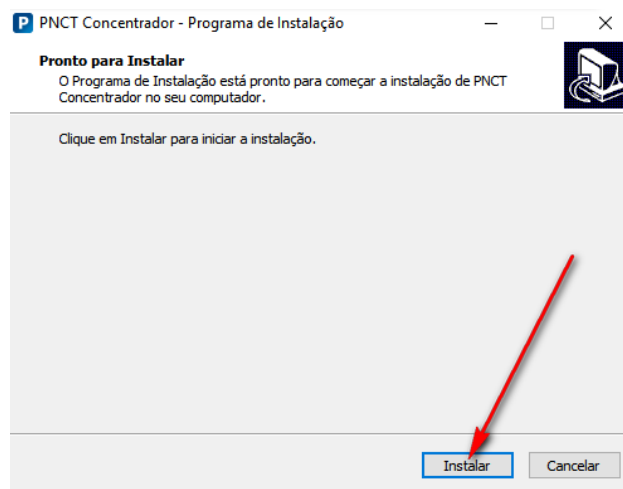 P PNCT Concentrador - Programa de Instalação
Pronto para Instalar
O Programa de Instalação está pronto para começar a instalação de PNCT
Concentrador no seu computador.
Clique em Instalar para iniciar a instalação.
Instalar Cancelar